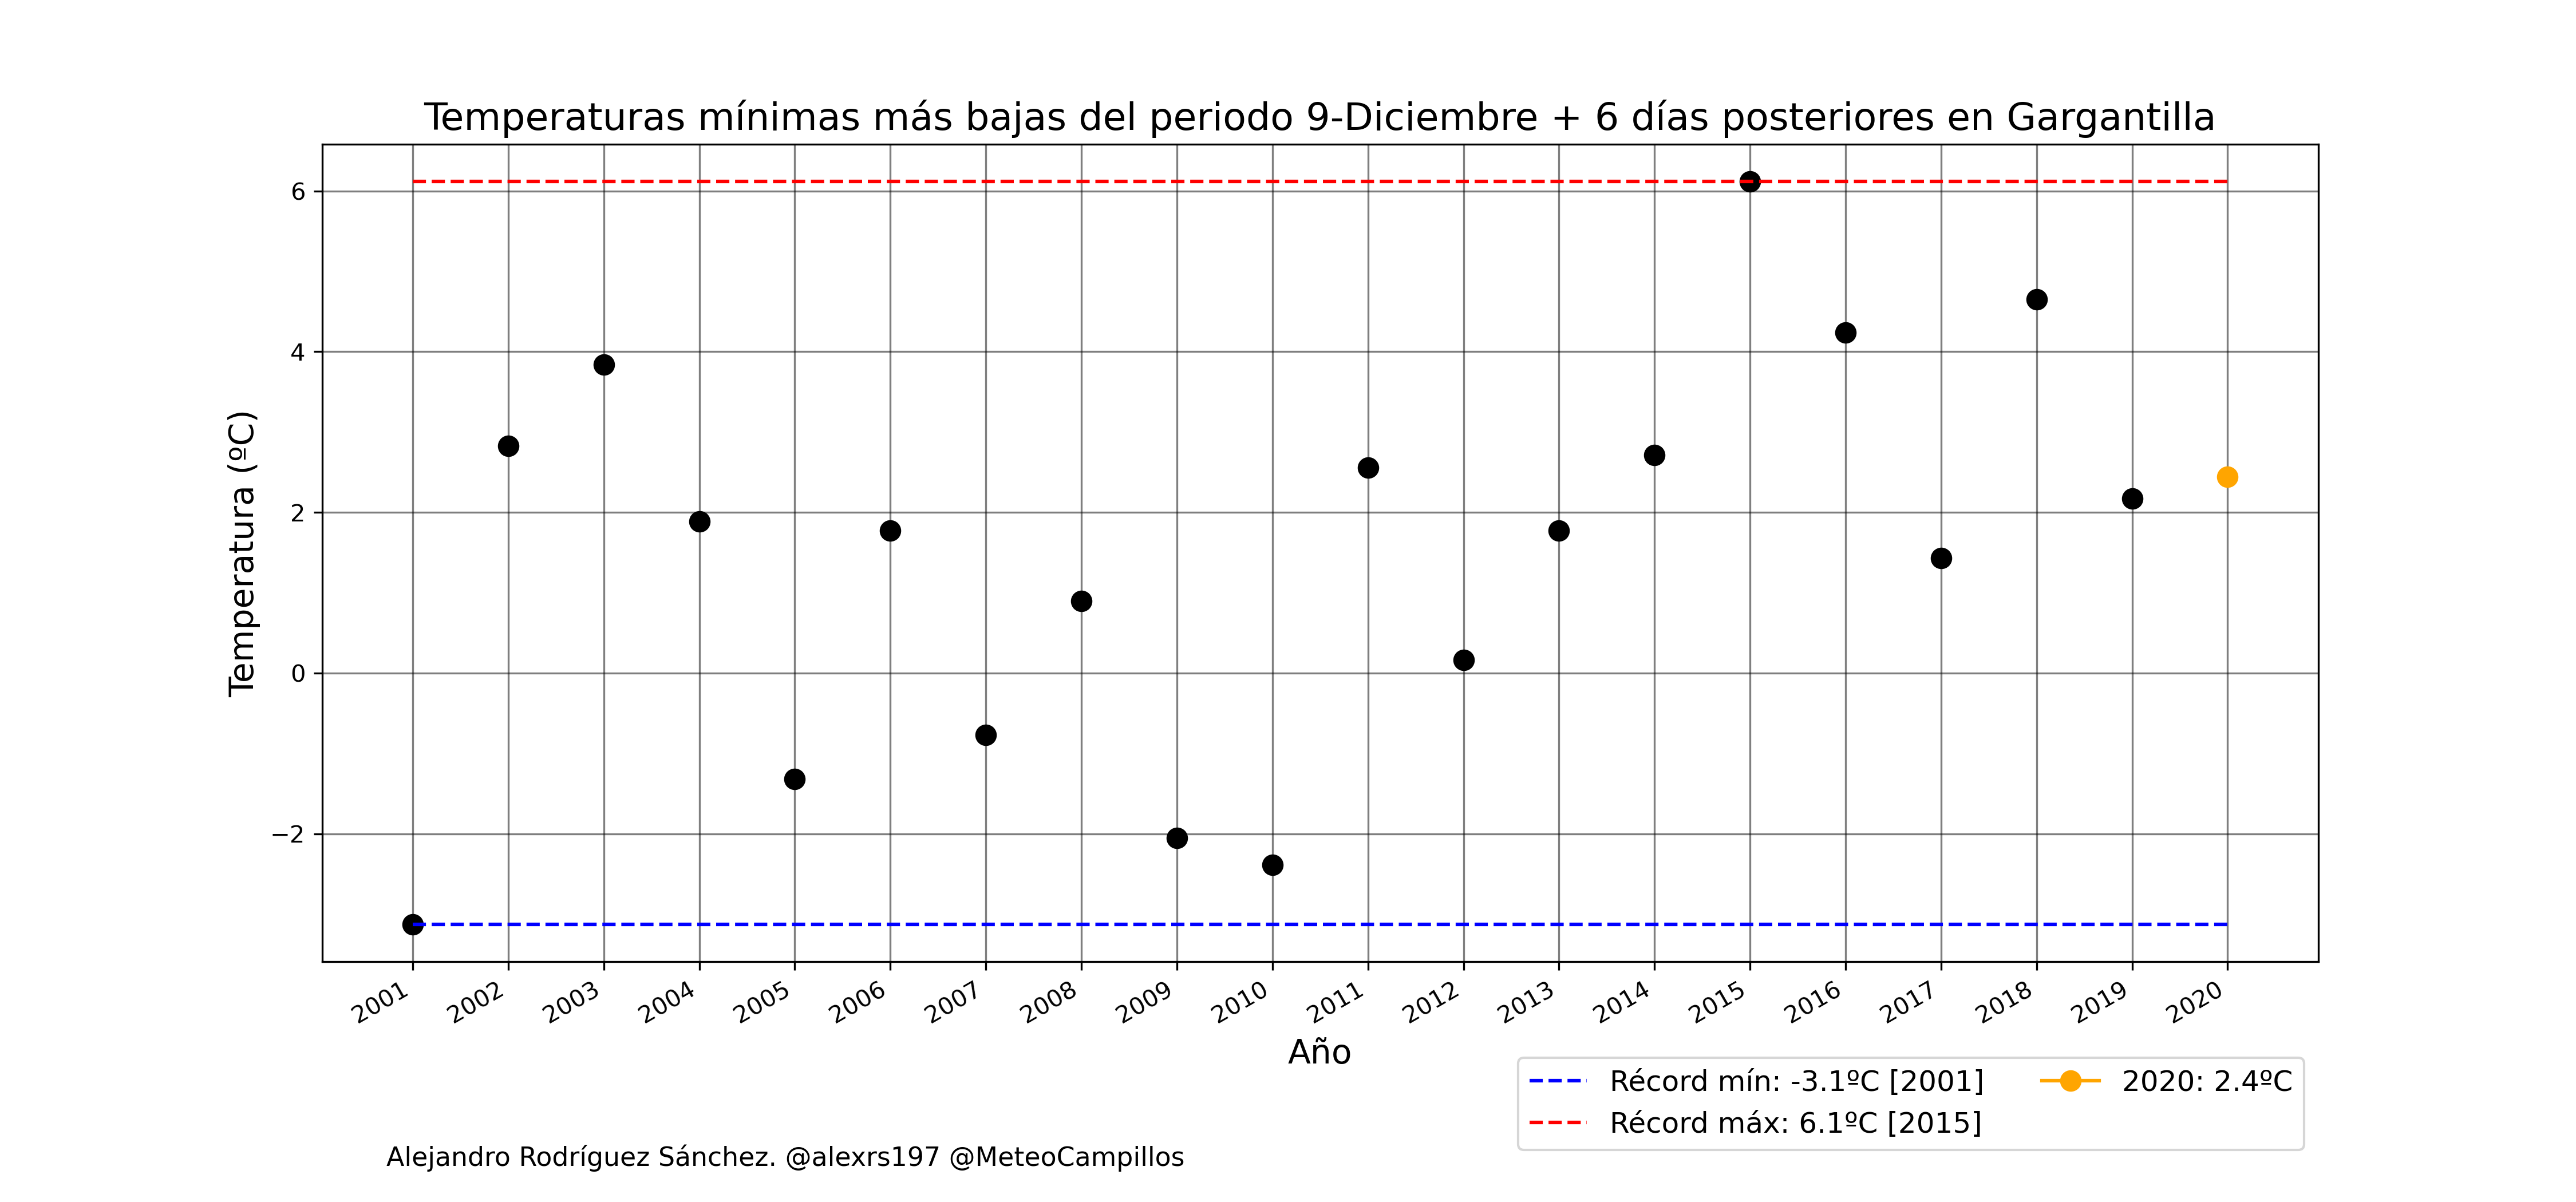 Temperaturas mínimas más bajas del periodo 9-Diciembre + 6 días posteriores en Gargantilla
Temperatura (ºC)
6
4
2
0
−2
2001 2002 2003 2004 2005 2006 2007 2008 2009 2010 2011 2012 2013 2014 2015 2016 2017 2018 2019 2020
Año
Récord mín: -3.1ºC [2001]
Récord máx: 6.1ºC [2015]
2020: 2.4ºC
Alejandro Rodríguez Sánchez. @alexrs197 @MeteoCampillos